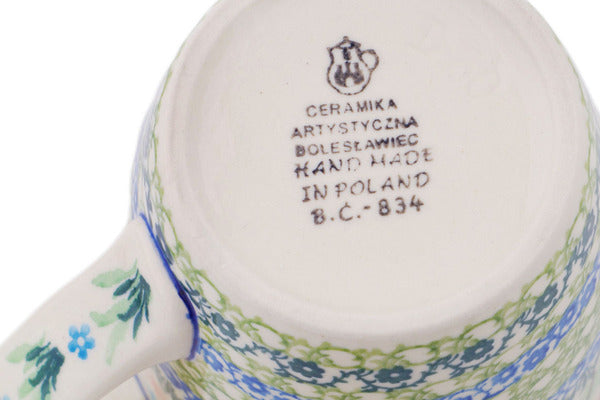 CERAMIKA
ARTYSTYCZNA
BOLESŁAWIEC
HAND MADE
IN POLAND
B.C.-834